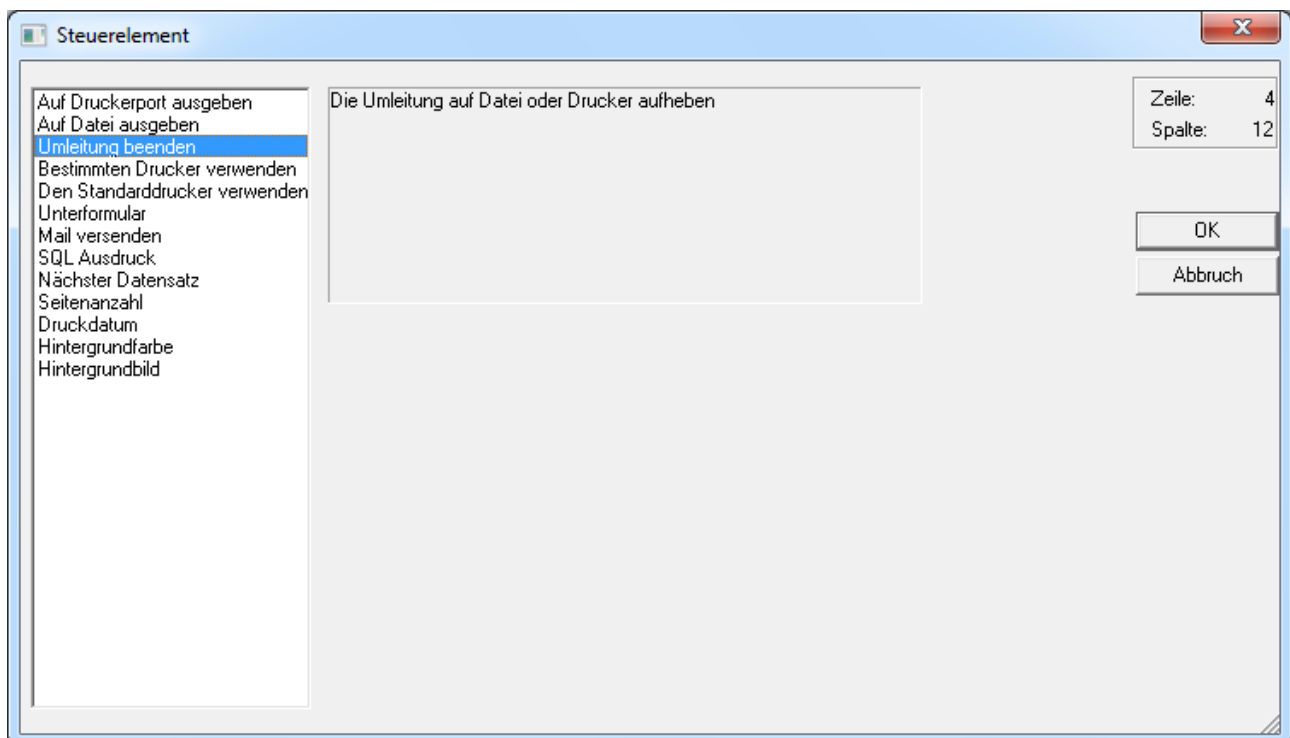 Steuerelement
Auf Druckerport ausgeben
Auf Datei ausgeben
Umleitung beenden
Bestimmten Drucker verwenden
Den Standarddrucker verwenden
Unterformular
Mail versenden
SQL Ausdruck
Nächster Datensatz
Seitenanzahl
Druckdatum
Hintergrundfarbe
Hintergrundbild
Die Umleitung auf Datei oder Drucker aufheben
Zeile: 4
Spalte: 12
OK
Abbruch